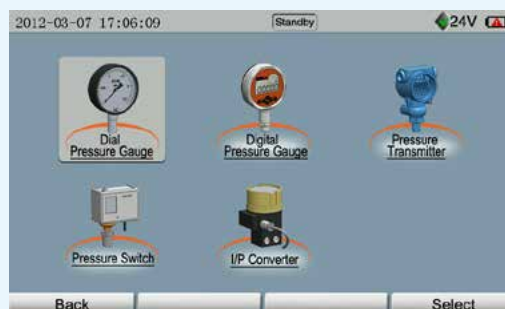 2012-03-07 17:06:09 Standby 24V
Dial
Pressure Gauge
Digital
Pressure Gauge
Pressure
Transmitter
Pressure Switch
I/P Converter
Back Select